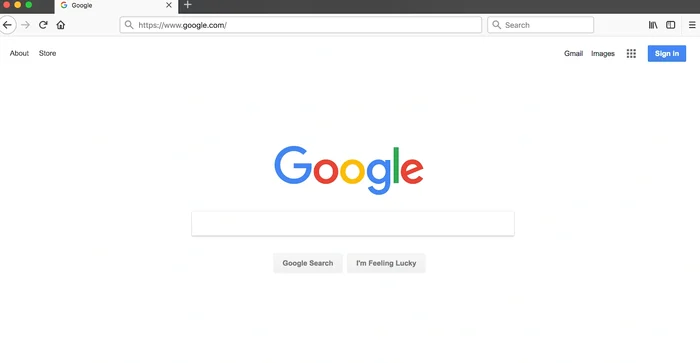 Google
https://www.google.com/
Search
About Store
Gmail Images Sign in
Google
Google Search I'm Feeling Lucky